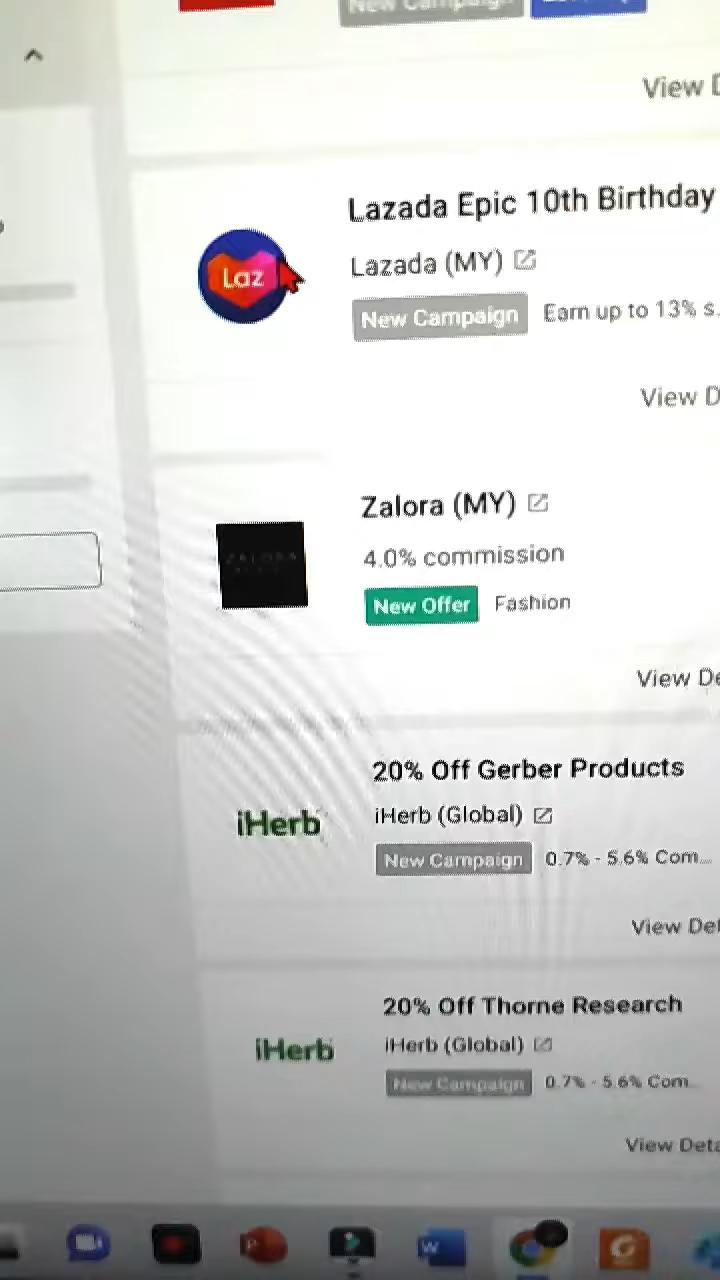 New Campaign
View D
Lazada Epic 10th Birthday
Laz
Lazada (MY)
New Campaign
Earn up to 13% s.
View D
Zalora (MY)
ZALORA
4.0% commission
New Offer
Fashion
View De
20% Off Gerber Products
iHerb
iHerb (Global)
New Campaign
0.7% - 5.6% Com...
View Det
20% Off Thorne Research
iHerb
iHerb (Global)
New Campaign
0.7% - 5.6% Com..
View Deta